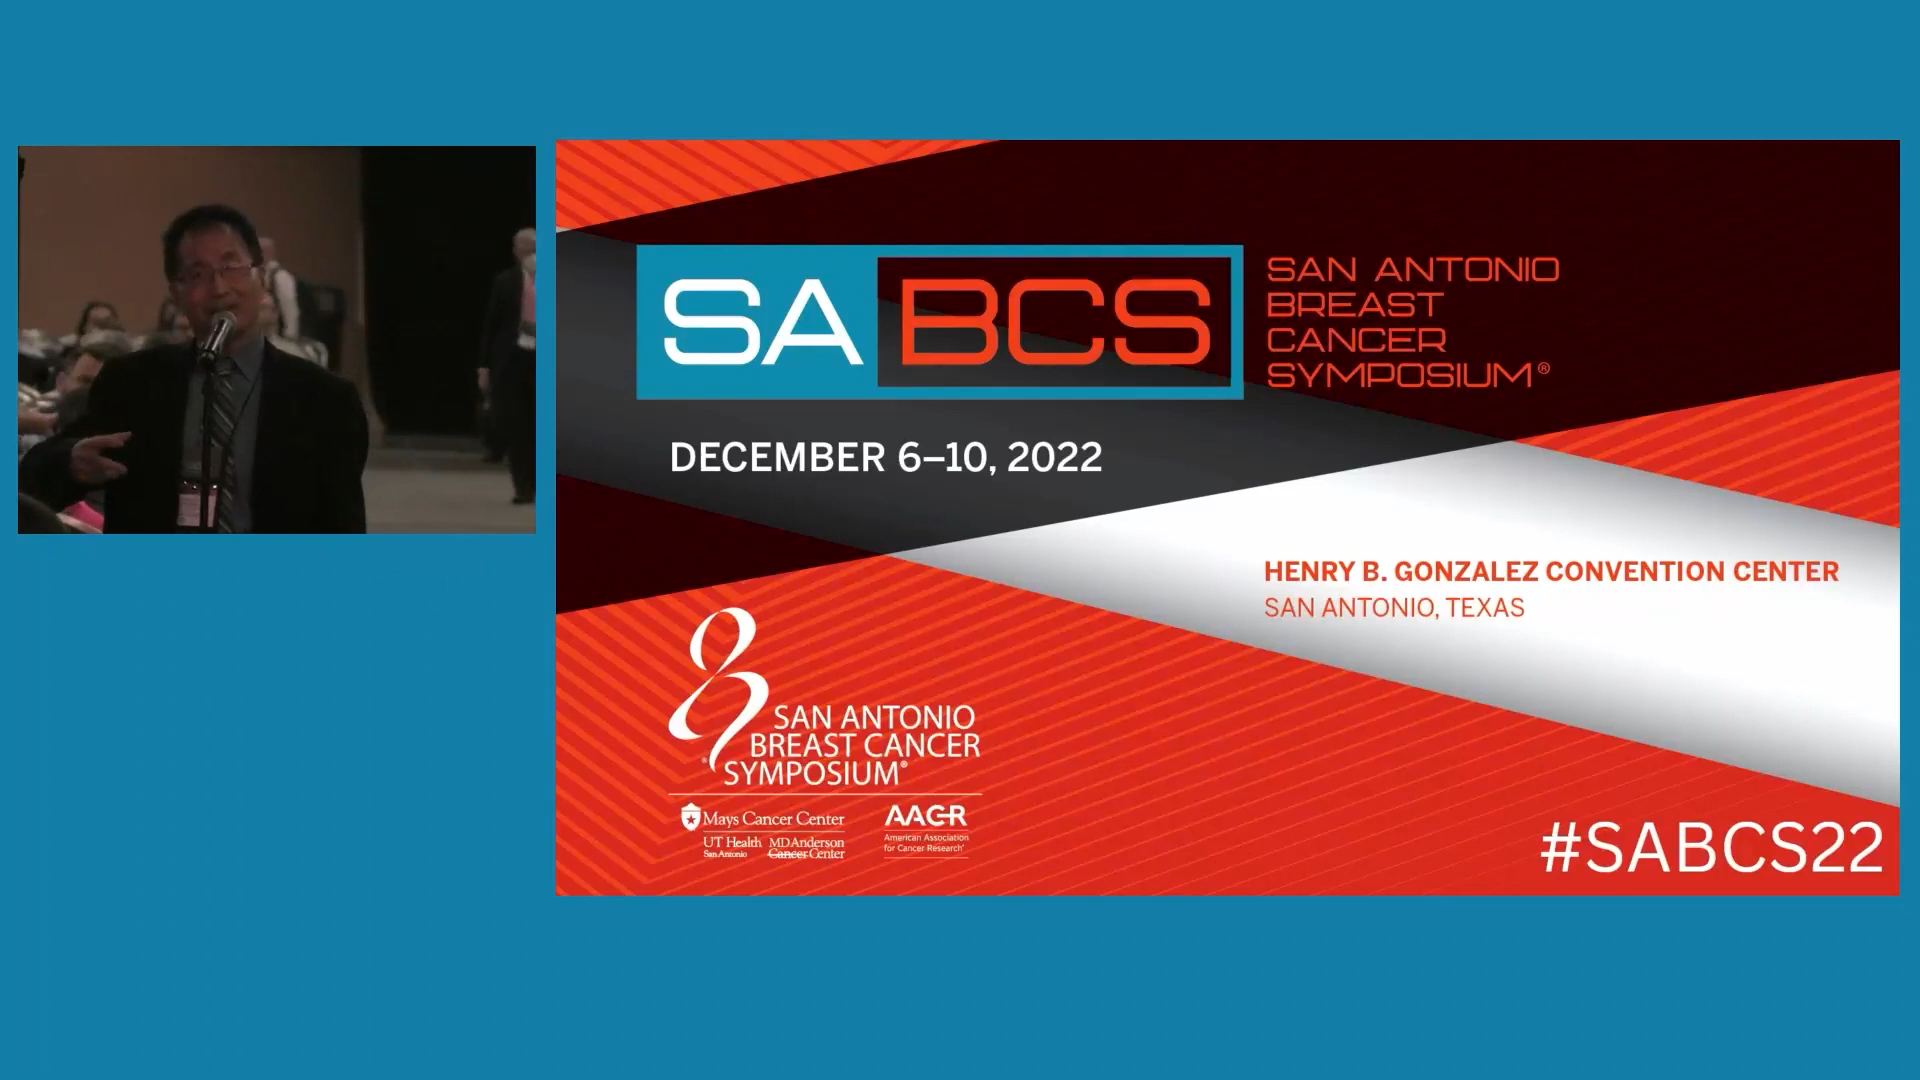 SA BCS
SAN ANTONIO
BREAST
CANCER
SYMPOSIUM®
DECEMBER 6–10, 2022
HENRY B. GONZALEZ CONVENTION CENTER
SAN ANTONIO, TEXAS
SAN ANTONIO
BREAST CANCER
SYMPOSIUM®
Mays Cancer Center
UT Health
San Antonio
MDAnderson
Cancer Center
AACR
American Association
for Cancer Research®
#SABCS22